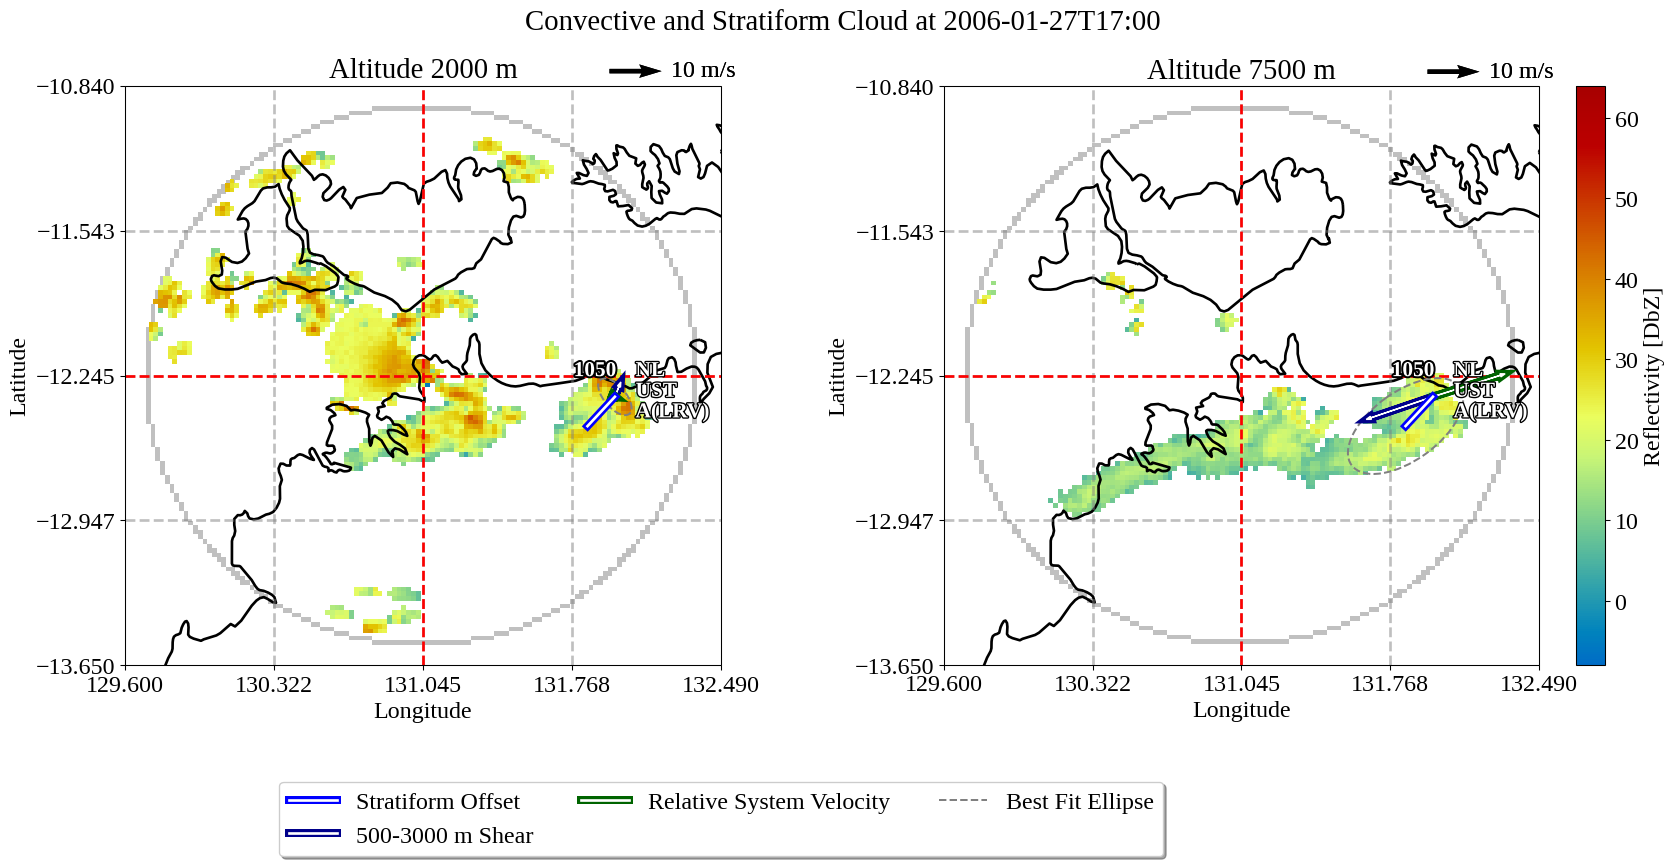 Convective and Stratiform Cloud at 2006-01-27T17:00
Altitude 2000 m
10 m/s
Altitude 7500 m
10 m/s
−10.840
−11.543
−12.245
−12.947
−13.650
Latitude
129.600
130.322
131.045
131.768
132.490
Longitude
1050
NL
UST
A(LRV)
−10.840
−11.543
−12.245
−12.947
−13.650
Latitude
129.600
130.322
131.045
131.768
132.490
Longitude
1050
NL
UST
A(LRV)
60
50
40
30
20
10
0
Reflectivity [DbZ]
Stratiform Offset
Relative System Velocity
Best Fit Ellipse
500-3000 m Shear